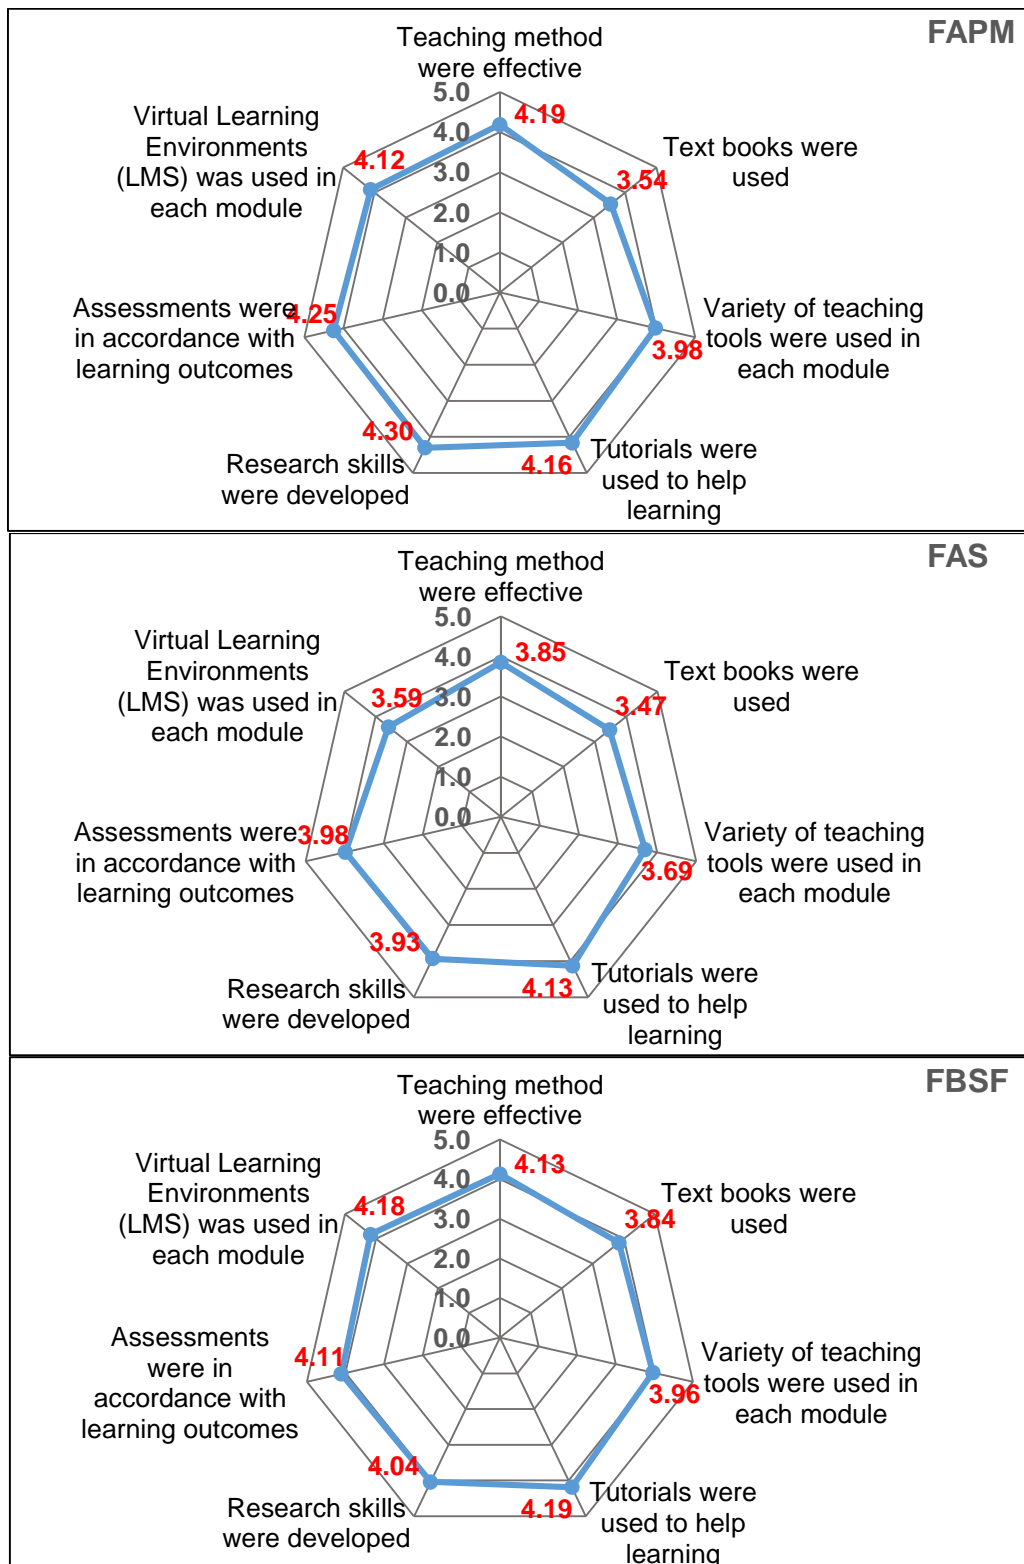 FAPM
Teaching method
were effective
5.0
4.0
3.0
2.0
1.0
0.0
4.19
Text books were
used
3.54
Variety of teaching
tools were used in
each module
3.98
Tutorials were
used to help
learning
4.16
Research skills
were developed
4.30
Assessments were
in accordance with
learning outcomes
4.25
Virtual Learning
Environments
(LMS) was used in
each module
4.12
FAS
Teaching method
were effective
5.0
4.0
3.0
2.0
1.0
0.0
3.85
Text books were
used
3.47
Variety of teaching
tools were used in
each module
3.69
Tutorials were
used to help
learning
4.13
Research skills
were developed
3.93
Assessments were
in accordance with
learning outcomes
3.98
Virtual Learning
Environments
(LMS) was used in
each module
3.59
FBSF
Teaching method
were effective
5.0
4.0
3.0
2.0
1.0
0.0
4.13
Text books were
used
3.84
Variety of teaching
tools were used in
each module
3.96
Tutorials were
used to help
learning
4.19
Research skills
were developed
4.04
Assessments
were in
accordance with
learning outcomes
4.11
Virtual Learning
Environments
(LMS) was used in
each module
4.18